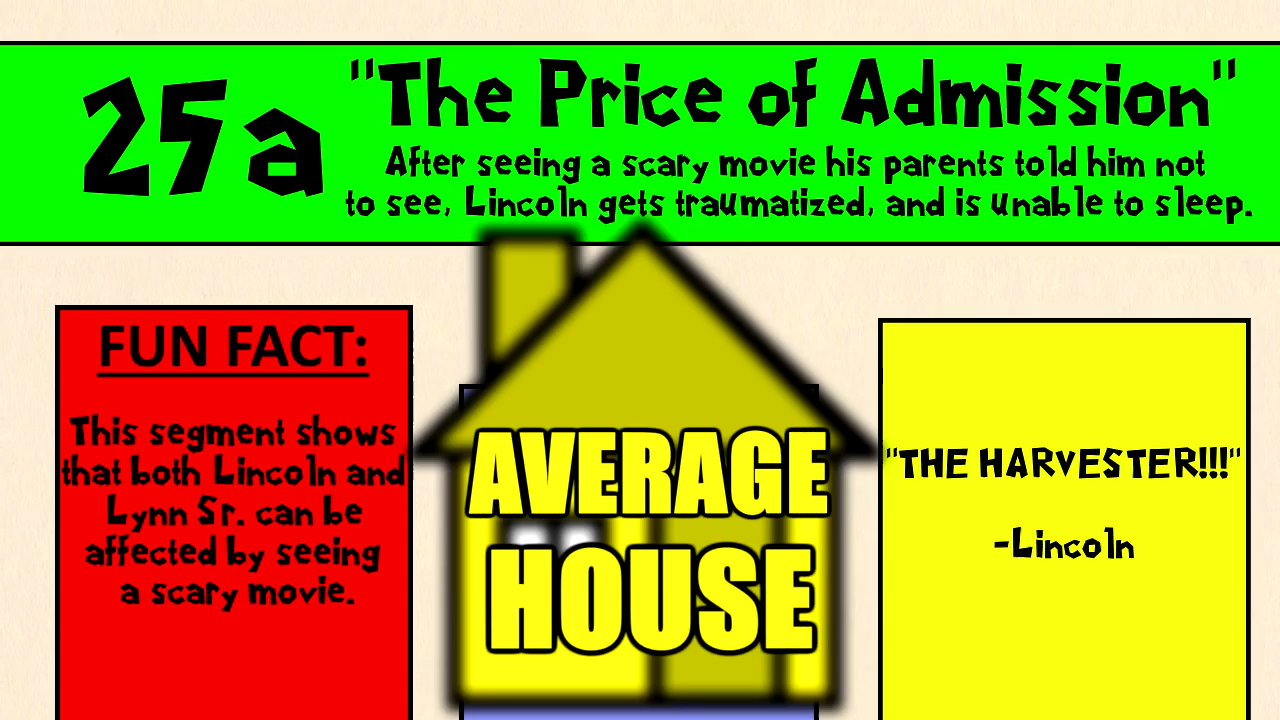 25a
"The Price of Admission"
After seeing a scary movie his parents told him not
to see, Lincoln gets traumatized, and is unable to sleep.
FUN FACT:
This segment shows
that both Lincoln and
Lynn Sr. can be
affected by seeing
a scary movie.
AVERAGE
HOUSE
"THE HARVESTER!!!"
-Lincoln